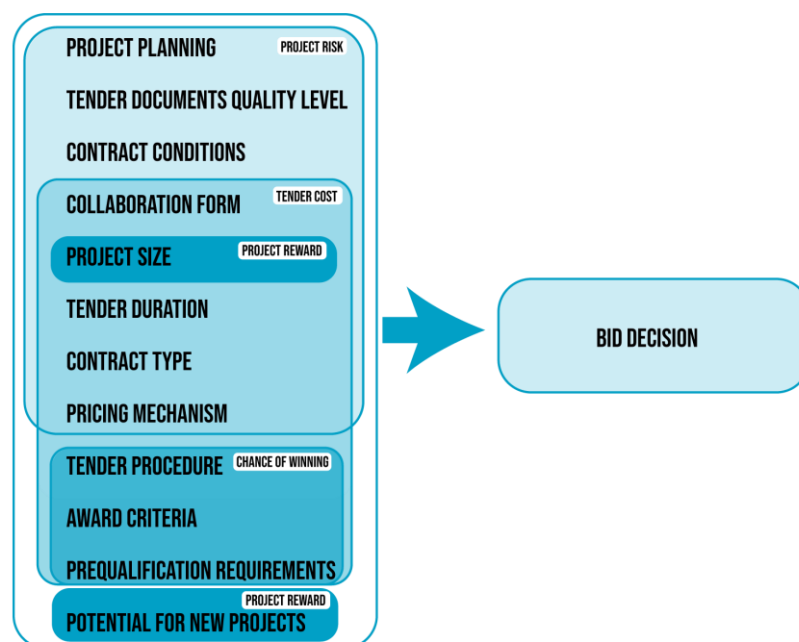 PROJECT PLANNING
PROJECT RISK
TENDER DOCUMENTS QUALITY LEVEL
CONTRACT CONDITIONS
COLLABORATION FORM
TENDER COST
PROJECT SIZE
PROJECT REWARD
TENDER DURATION
CONTRACT TYPE
PRICING MECHANISM
TENDER PROCEDURE
CHANCE OF WINNING
AWARD CRITERIA
PREQUALIFICATION REQUIREMENTS
PROJECT REWARD
POTENTIAL FOR NEW PROJECTS
BID DECISION